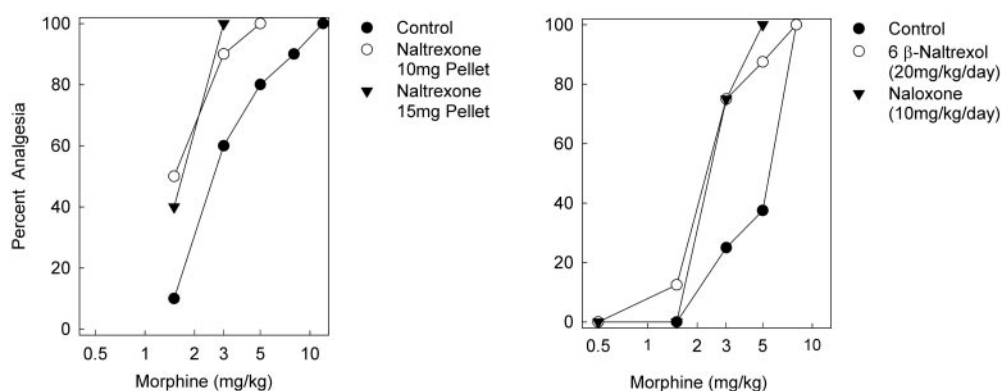 100
80
60
40
20
0
Percent Analgesia
0.5 1 3 5 10
Morphine (mg/kg)
Control
Naltrexone
10mg Pellet
Naltrexone
15mg Pellet
100
80
60
40
20
0
0.5 1 3 5 10
Morphine (mg/kg)
Control
6 β-Naltrexol
(20mg/kg/day)
Naloxone
(10mg/kg/day)